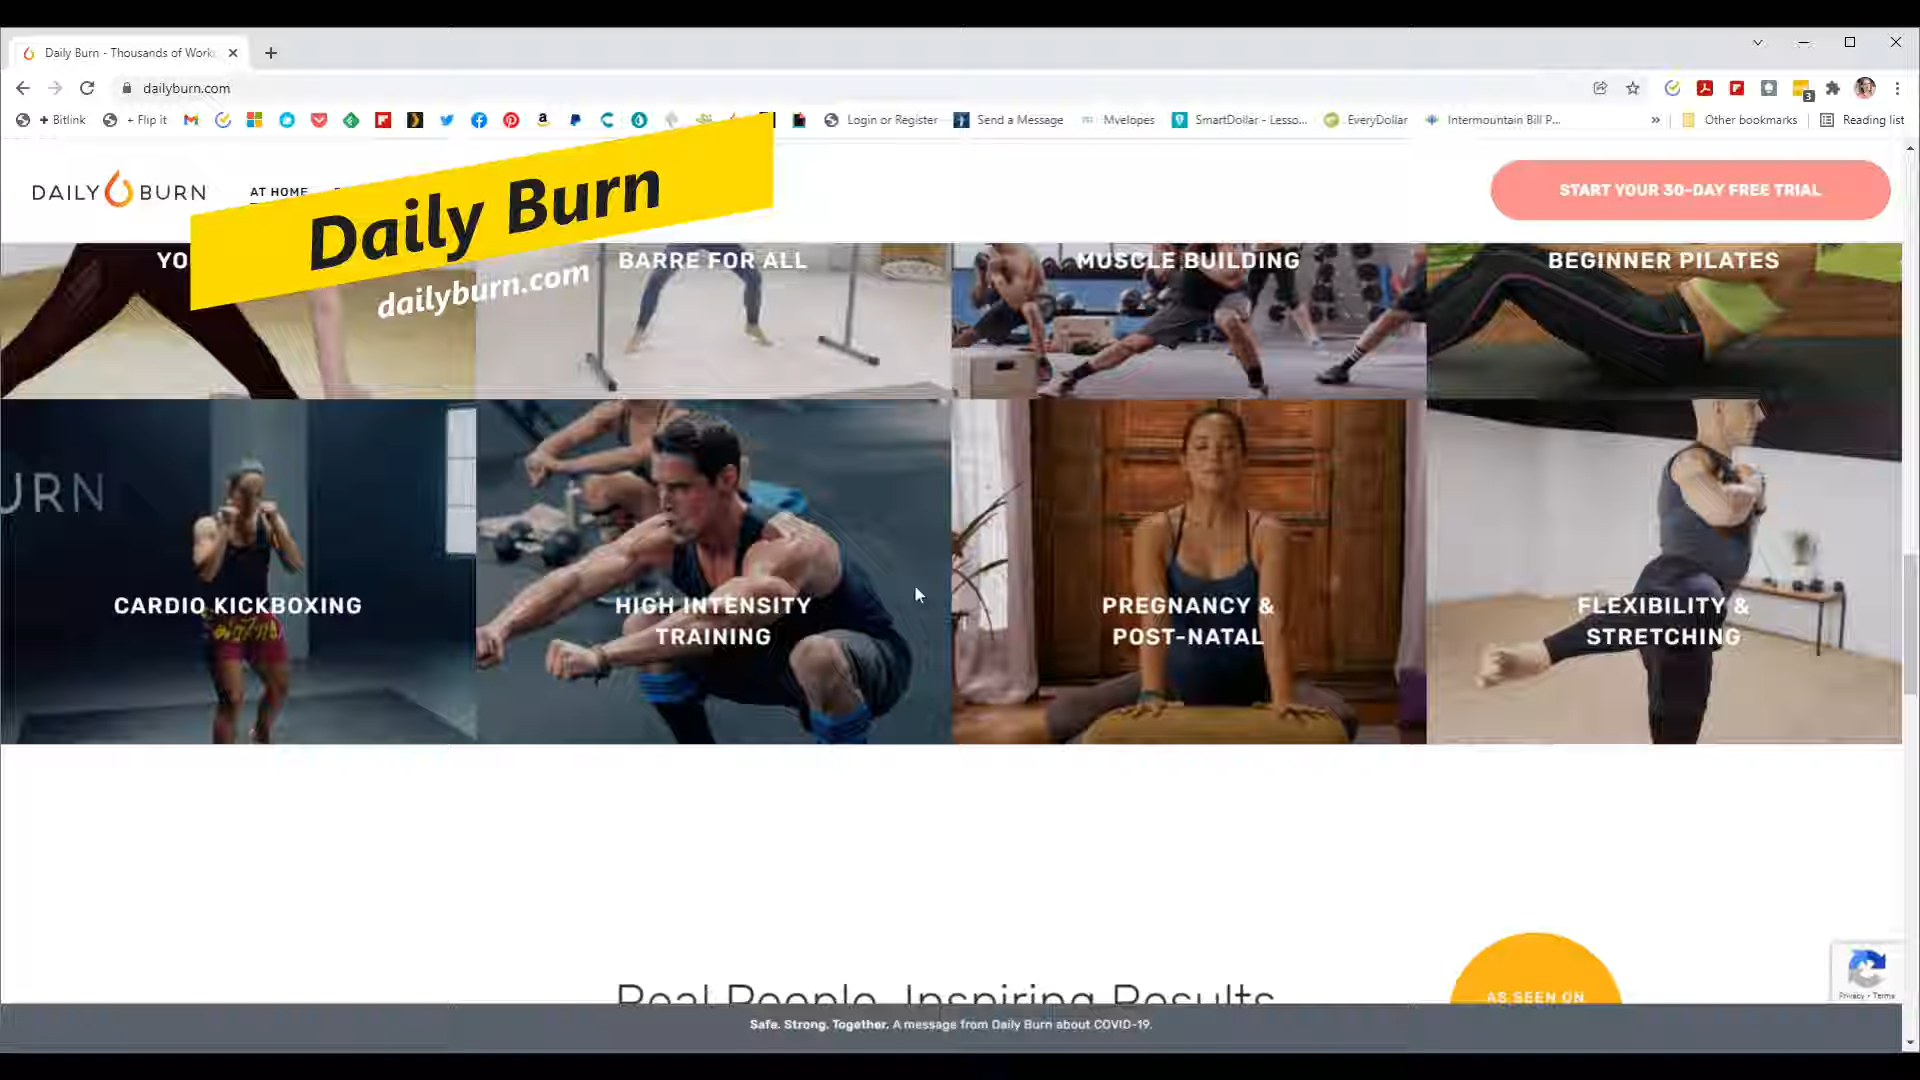 Daily Burn - Thousands of Work
dailyburn.com
+ Bitlink
+ Flip it
Login or Register
Send a Message
Mvelopes
SmartDollar - Lesso...
EveryDollar
Intermountain Bill P...
»
Other bookmarks
Reading list
3
DAILY BURN
AT HOME
START YOUR 30-DAY FREE TRIAL
Daily Burn
dailyburn.com
YO
BARRE FOR ALL
MUSCLE BUILDING
BEGINNER PILATES
URN
CARDIO KICKBOXING
HIGH INTENSITY
TRAINING
PREGNANCY &
POST-NATAL
FLEXIBILITY &
STRETCHING
Real People, Inspiring Results
AS SEEN ON
Privacy - Terms
Safe. Strong. Together. A message from Daily Burn about COVID-19.